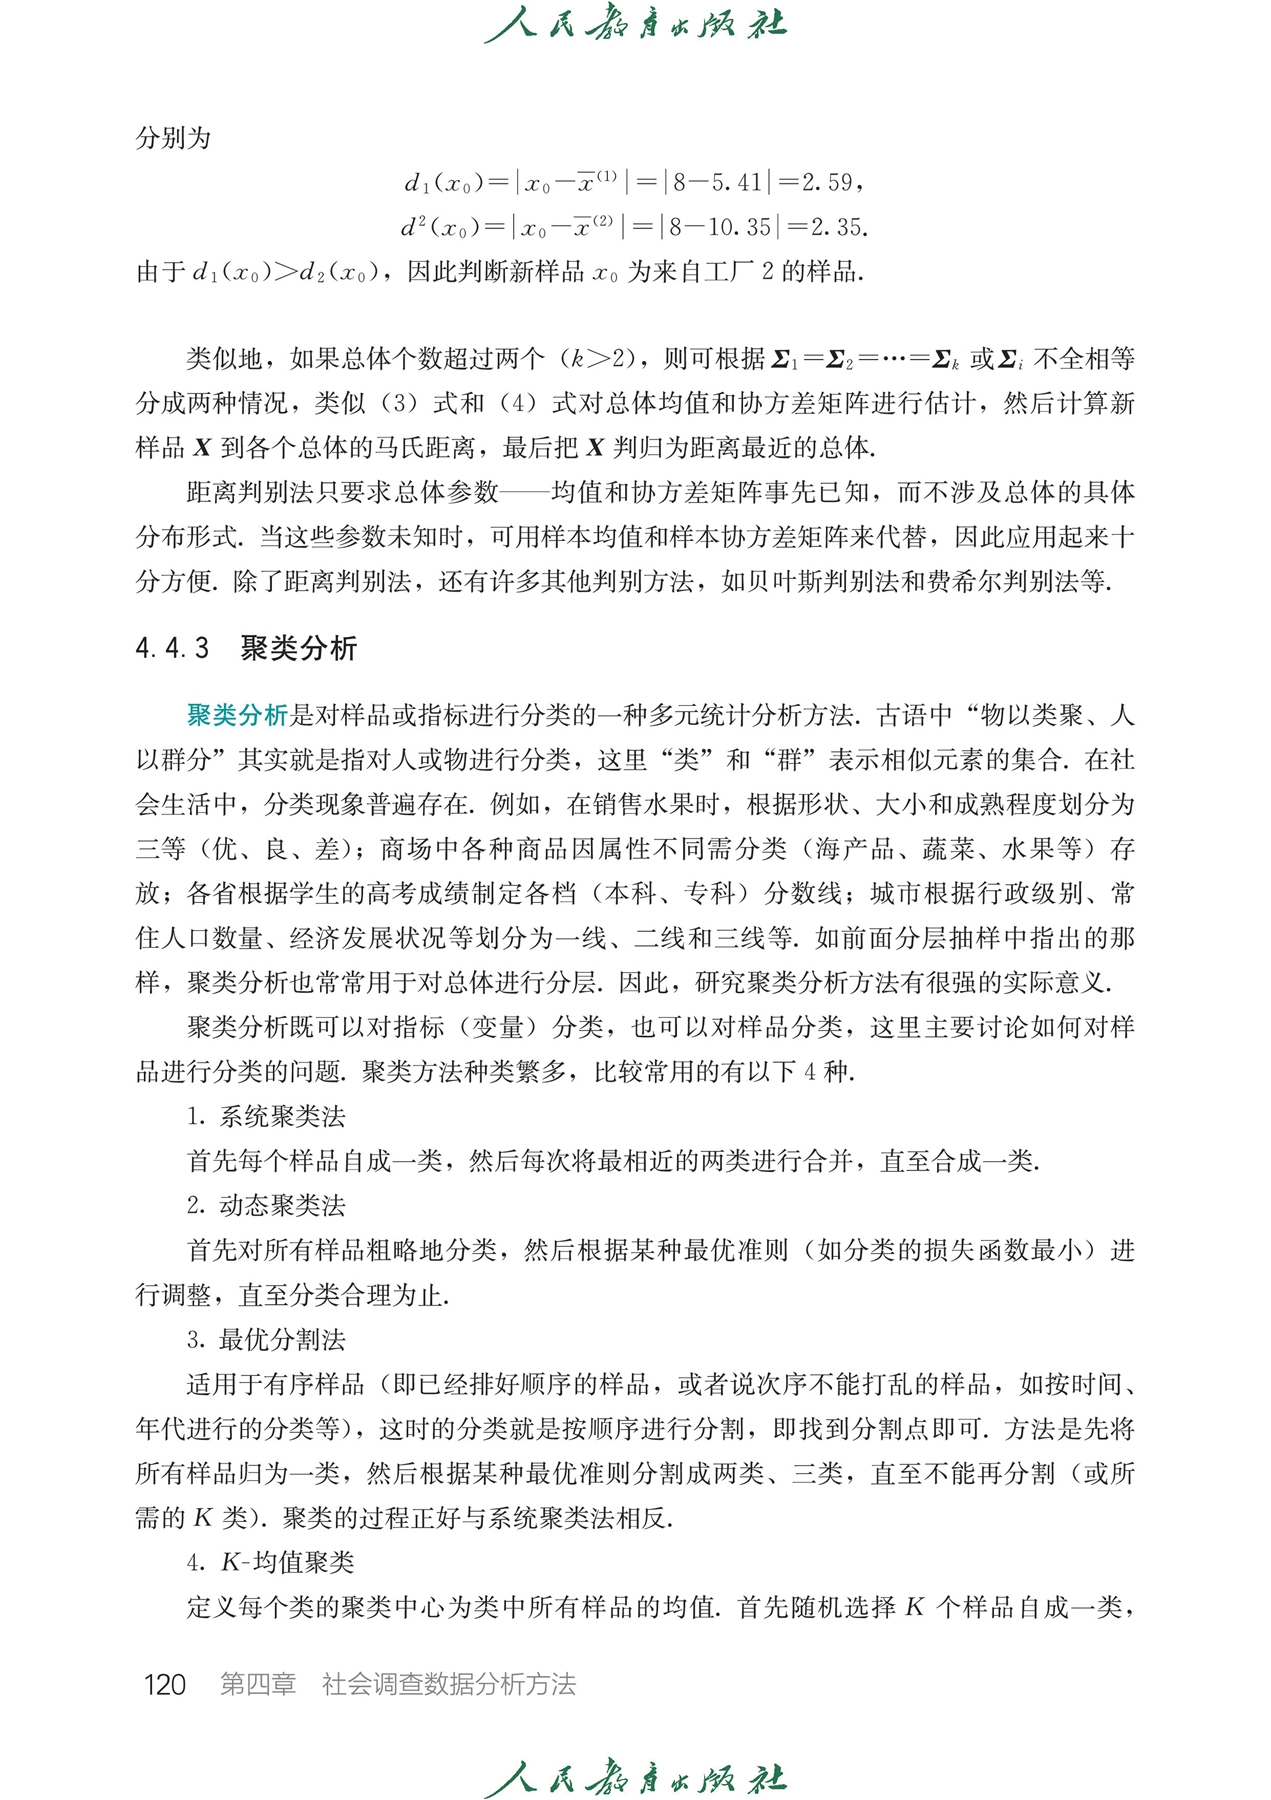 人民教育出版社
分别为
d₁(x₀)=|x₀−x̅⁽¹⁾|=|8−5.41|=2.59，
d²(x₀)=|x₀−x̅⁽²⁾|=|8−10.35|=2.35.
由于 d₁(x₀)>d₂(x₀)，因此判断新样品 x₀ 为来自工厂 2 的样品.
类似地，如果总体个数超过两个（k>2），则可根据 Σ₁=Σ₂=⋯=Σₖ 或 Σᵢ 不全相等
分成两种情况，类似（3）式和（4）式对总体均值和协方差矩阵进行估计，然后计算新
样品 X 到各个总体的马氏距离，最后把 X 判归为距离最近的总体.
距离判别法只要求总体参数——均值和协方差矩阵事先已知，而不涉及总体的具体
分布形式. 当这些参数未知时，可用样本均值和样本协方差矩阵来代替，因此应用起来十
分方便. 除了距离判别法，还有许多其他判别方法，如贝叶斯判别法和费希尔判别法等.
4.4.3 聚类分析
聚类分析是对样品或指标进行分类的一种多元统计分析方法. 古语中“物以类聚、人
以群分”其实就是指对人或物进行分类，这里“类”和“群”表示相似元素的集合. 在社
会生活中，分类现象普遍存在. 例如，在销售水果时，根据形状、大小和成熟程度划分为
三等（优、良、差）；商场中各种商品因属性不同需分类（海产品、蔬菜、水果等）存
放；各省根据学生的高考成绩制定各档（本科、专科）分数线；城市根据行政级别、常
住人口数量、经济发展状况等划分为一线、二线和三线等. 如前面分层抽样中指出的那
样，聚类分析也常常用于对总体进行分层. 因此，研究聚类分析方法有很强的实际意义.
聚类分析既可以对指标（变量）分类，也可以对样品分类，这里主要讨论如何对样
品进行分类的问题. 聚类方法种类繁多，比较常用的有以下 4 种.
1. 系统聚类法
首先每个样品自成一类，然后每次将最相近的两类进行合并，直至合成一类.
2. 动态聚类法
首先对所有样品粗略地分类，然后根据某种最优准则（如分类的损失函数最小）进
行调整，直至分类合理为止.
3. 最优分割法
适用于有序样品（即已经排好顺序的样品，或者说次序不能打乱的样品，如按时间、
年代进行的分类等），这时的分类就是按顺序进行分割，即找到分割点即可. 方法是先将
所有样品归为一类，然后根据某种最优准则分割成两类、三类，直至不能再分割（或所
需的 K 类）. 聚类的过程正好与系统聚类法相反.
4. K-均值聚类
定义每个类的聚类中心为类中所有样品的均值. 首先随机选择 K 个样品自成一类，
120 第四章 社会调查数据分析方法
人民教育出版社